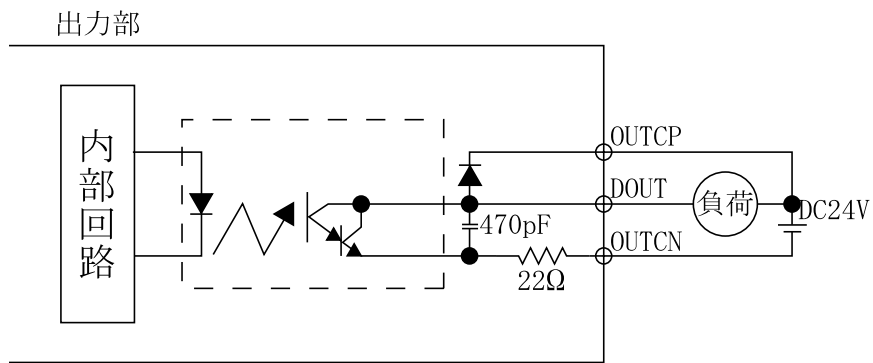 出力部
内部回路
OUTCP
DOUT
負荷
DC24V
470pF
OUTCN
22Ω